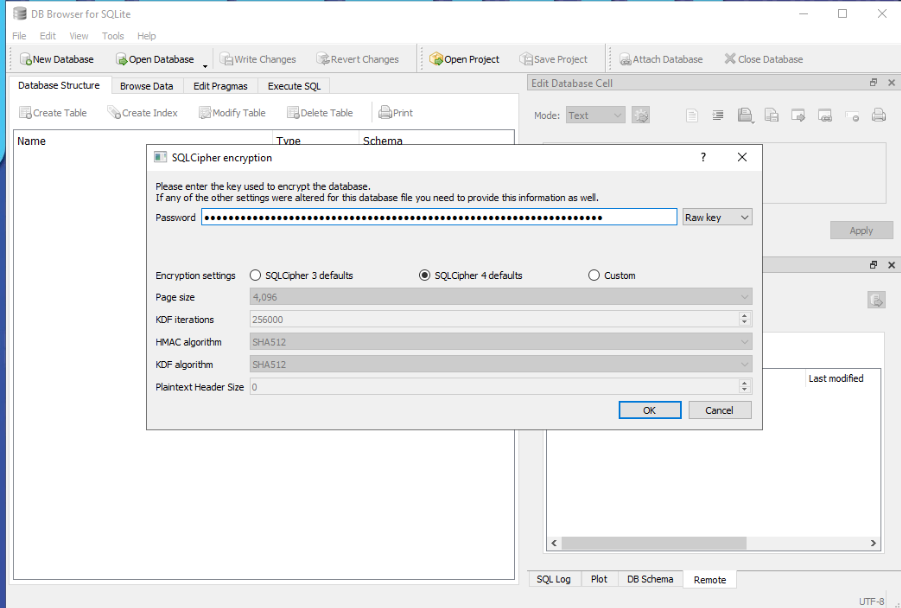 DB Browser for SQLite
File Edit View Tools Help
New Database Open Database Write Changes Revert Changes Open Project Save Project Attach Database Close Database
Database Structure Browse Data Edit Pragmas Execute SQL
Edit Database Cell
Create Table Create Index Modify Table Delete Table Print
Mode: Text
Name Type Schema
SQLCipher encryption
Please enter the key used to encrypt the database.
If any of the other settings were altered for this database file you need to provide this information as well.
Password Raw key
Apply
Encryption settings SQLCipher 3 defaults SQLCipher 4 defaults Custom
Page size 4,096
KDF iterations 256000
HMAC algorithm SHA512
KDF algorithm SHA512
Plaintext Header Size 0
Last modified
OK Cancel
SQL Log Plot DB Schema Remote
UTF-8